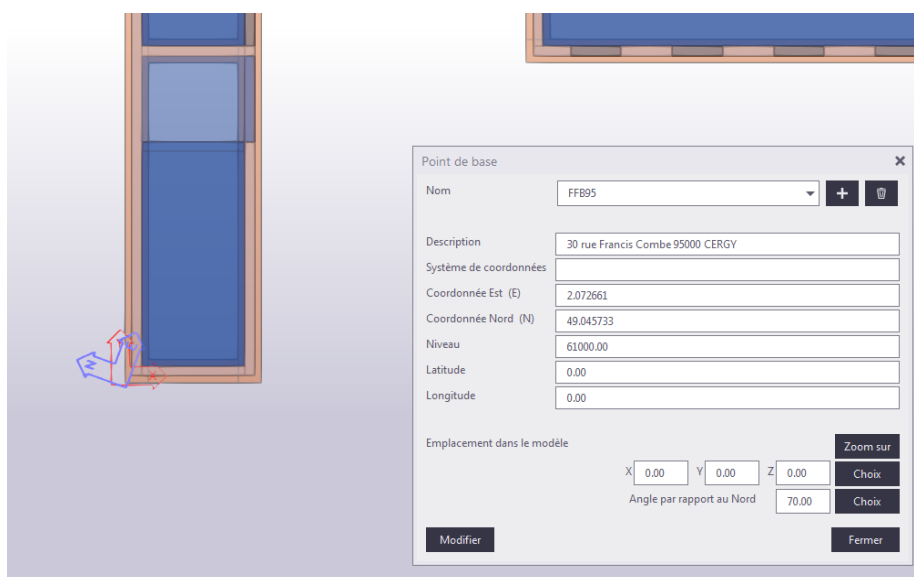 Point de base
Nom FFB95
Description 30 rue Francis Combe 95000 CERGY
Système de coordonnées
Coordonnée Est (E) 2.072661
Coordonnée Nord (N) 49.045733
Niveau 61000.00
Latitude 0.00
Longitude 0.00
Emplacement dans le modèle Zoom sur
X 0.00 Y 0.00 Z 0.00 Choix
Angle par rapport au Nord 70.00 Choix
Modifier Fermer
N